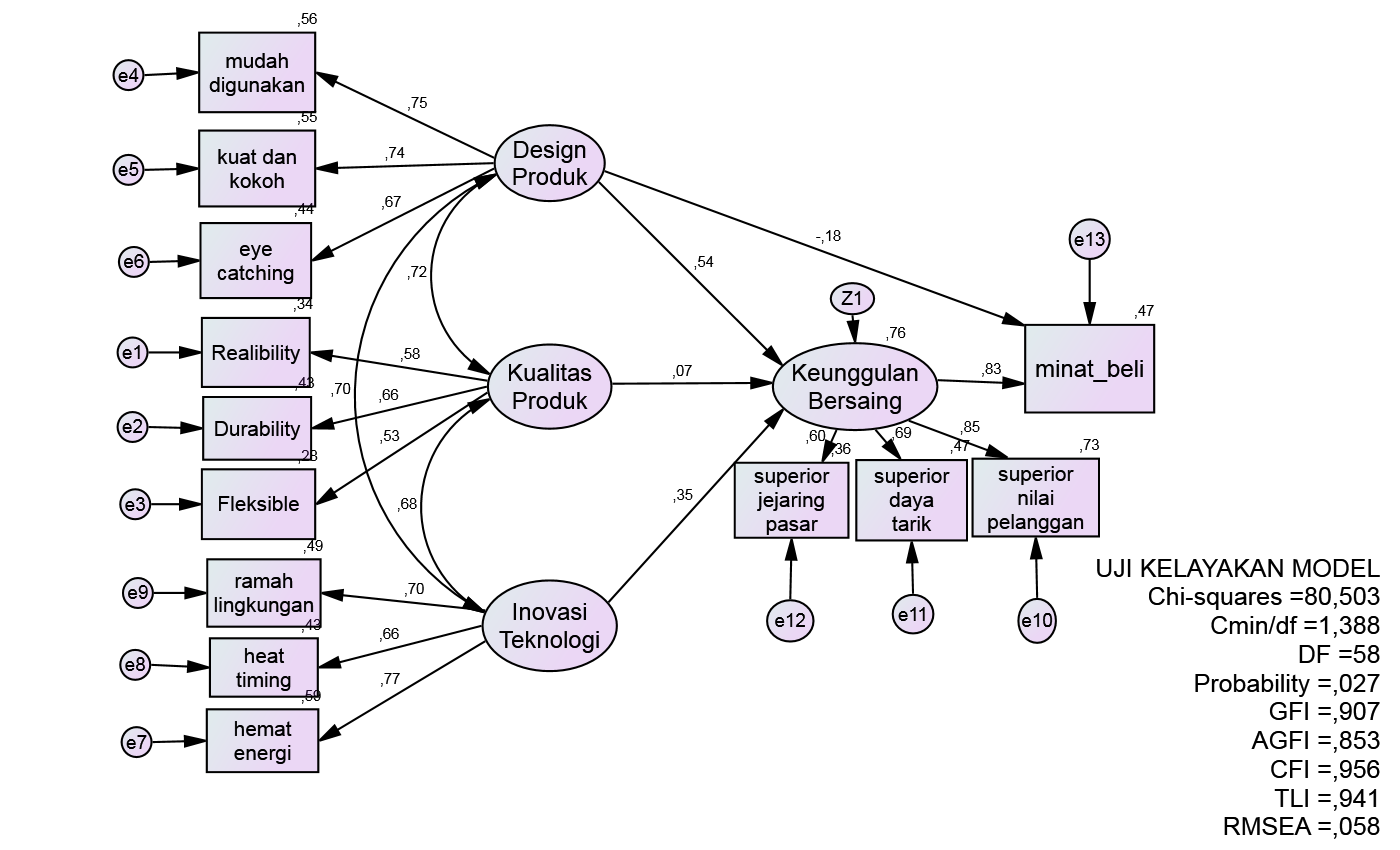 ,56
e4
mudah
digunakan
,75
,55
e5
kuat dan
kokoh
,74
,44
e6
eye
catching
,67
,34
e1
Realibility
,58
,43
e2
Durability
,66
,28
e3
Fleksible
,53
,49
e9
ramah
lingkungan
,70
,43
e8
heat
timing
,66
,59
e7
hemat
energi
,77
Design
Produk
,72
,70
Kualitas
Produk
,68
Inovasi
Teknologi
-,18
,54
,07
,35
Z1
,76
Keunggulan
Bersaing
,83
e13
,47
minat_beli
,60
,36
superior
jejaring
pasar
e12
,69
,47
superior
daya
tarik
e11
,85
,73
superior
nilai
pelanggan
e10
UJI KELAYAKAN MODEL
Chi-squares =80,503
Cmin/df =1,388
DF =58
Probability =,027
GFI =,907
AGFI =,853
CFI =,956
TLI =,941
RMSEA =,058